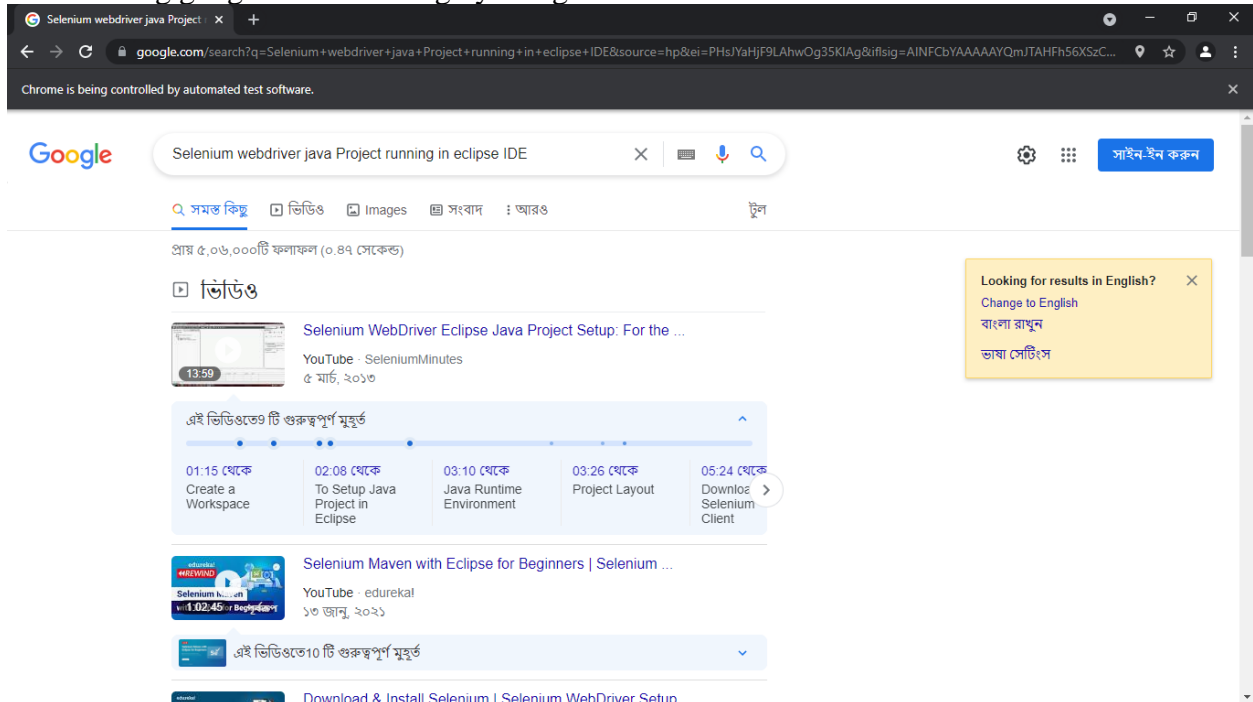 Selenium webdriver java Project
google.com/search?q=Selenium+webdriver+java+Project+running+in+eclipse+IDE&source=hp&ei=PHsJYaHjF9LAhwOg35KIAg&iflsig=AINFCbYAAAAAYQmJTAHFh56XSzC...
Chrome is being controlled by automated test software.
Google
Selenium webdriver java Project running in eclipse IDE
সাইন-ইন করুন
সমস্ত কিছু ভিডিও Images সংবাদ আরও টুল
প্রায় ৫,০৬,০০০টি ফলাফল (০.৪৭ সেকেন্ড)
ভিডিও
Selenium WebDriver Eclipse Java Project Setup: For the ...
YouTube · SeleniumMinutes
৫ মার্চ, ২০১৩
13:59
এই ভিডিওতে9 টি গুরুত্বপূর্ণ মুহূর্ত
01:15 থেকে
Create a
Workspace
02:08 থেকে
To Setup Java
Project in
Eclipse
03:10 থেকে
Java Runtime
Environment
03:26 থেকে
Project Layout
05:24 থেকে
Selenium
Client
Selenium Maven with Eclipse for Beginners | Selenium ...
YouTube · edureka!
১৩ জানু, ২০২১
edureka!
REWIND
1:02:45
এই ভিডিওতে10 টি গুরুত্বপূর্ণ মুহূর্ত
Download & Install Selenium | Selenium WebDriver Setup
Looking for results in English?
Change to English
বাংলা রাখুন
ভাষা সেটিংস